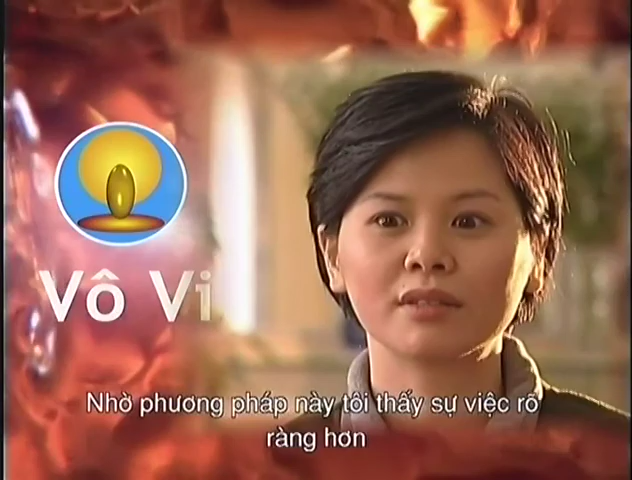 Vô Vi
Nhờ phương pháp này tôi thấy sự việc rõ
ràng hơn